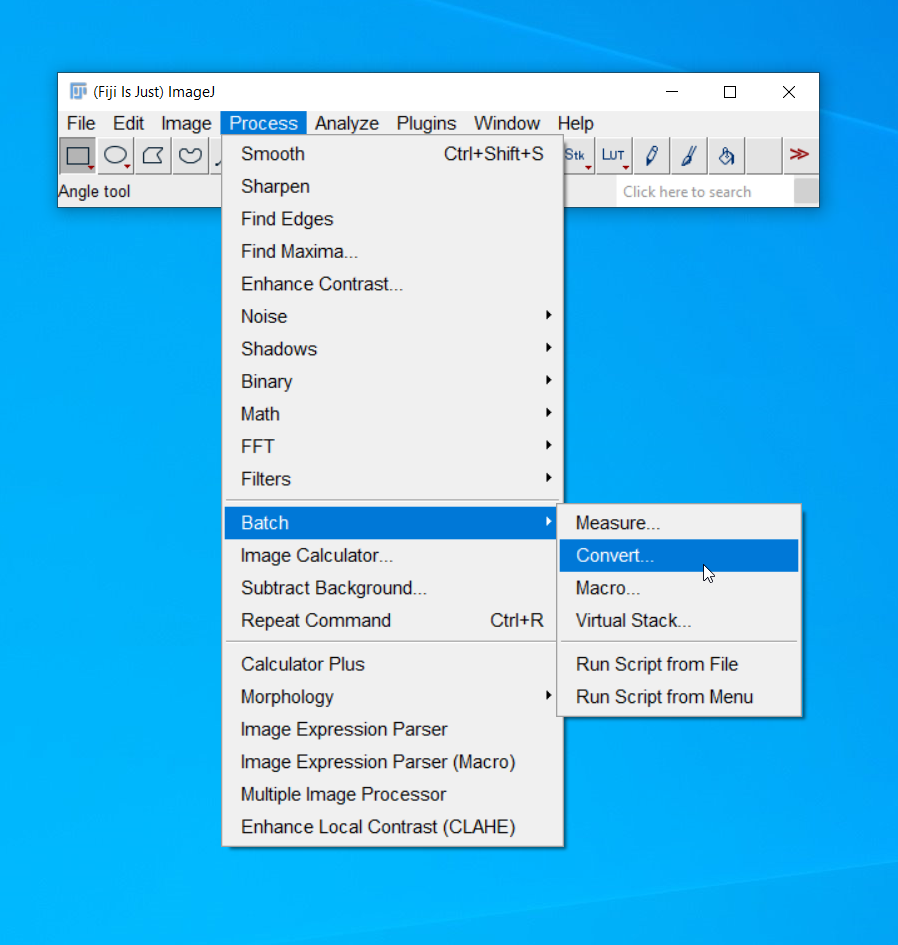 (Fiji Is Just) ImageJ
File Edit Image Process Analyze Plugins Window Help
Stk LUT
Angle tool
Click here to search
Smooth Ctrl+Shift+S
Sharpen
Find Edges
Find Maxima...
Enhance Contrast...
Noise
Shadows
Binary
Math
FFT
Filters
Batch
Image Calculator...
Subtract Background...
Repeat Command Ctrl+R
Calculator Plus
Morphology
Image Expression Parser
Image Expression Parser (Macro)
Multiple Image Processor
Enhance Local Contrast (CLAHE)
Measure...
Convert...
Macro...
Virtual Stack...
Run Script from File
Run Script from Menu